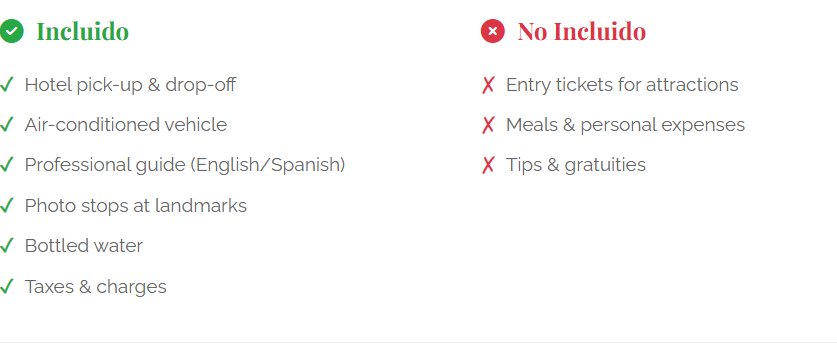 Incluido
✓ Hotel pick-up & drop-off
✓ Air-conditioned vehicle
✓ Professional guide (English/Spanish)
✓ Photo stops at landmarks
✓ Bottled water
✓ Taxes & charges
No Incluido
✗ Entry tickets for attractions
✗ Meals & personal expenses
✗ Tips & gratuities